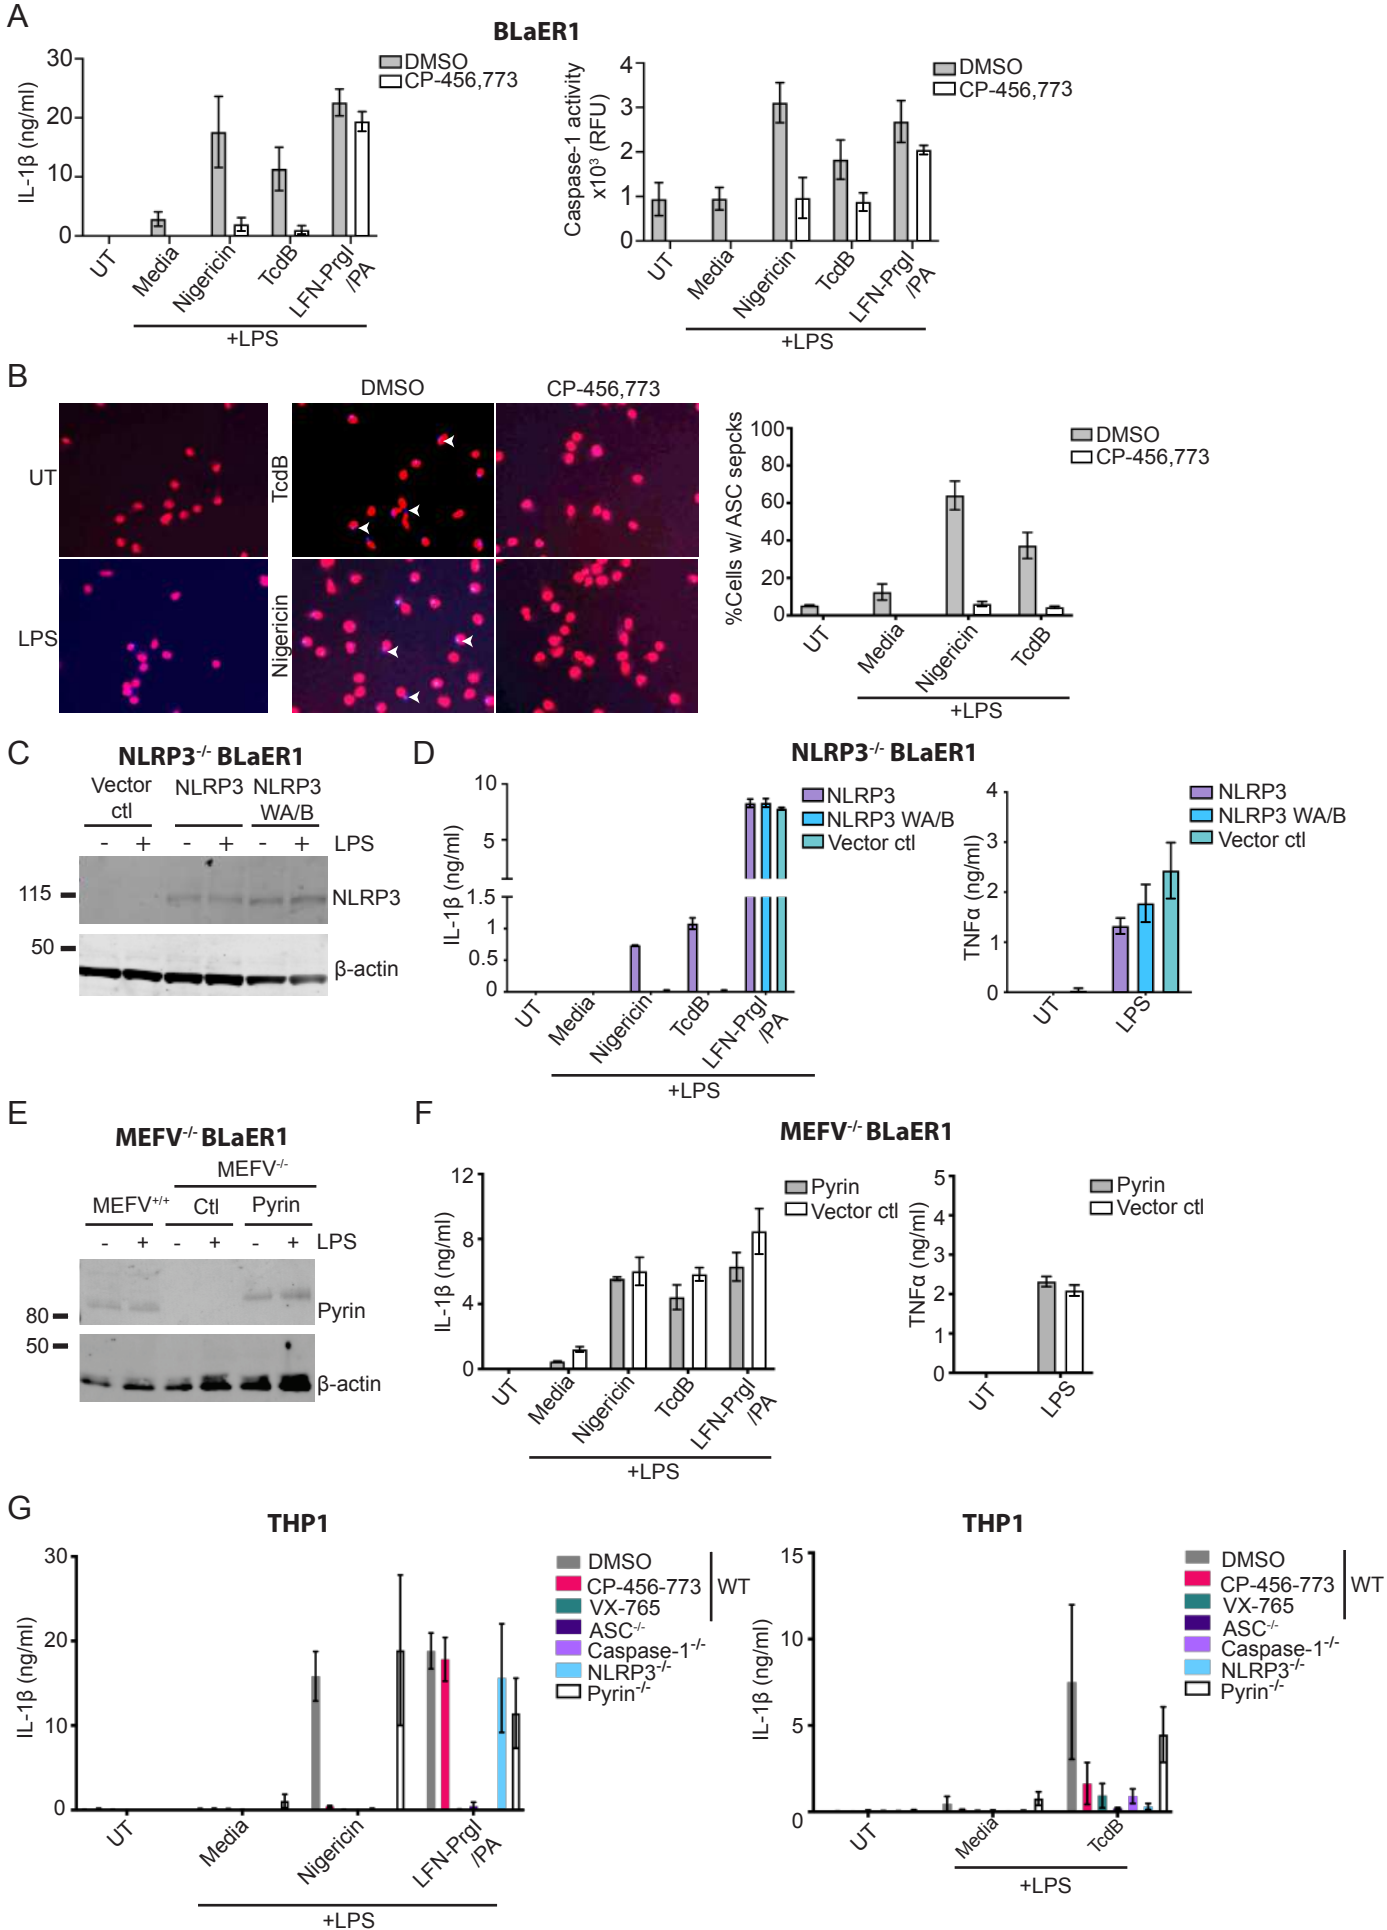 A
BLaER1
30
20
10
0
IL-1β (ng/ml)
DMSO
CP-456,773
UT
Media
Nigericin
TcdB
LFN-PrgI
/PA
+LPS
4
3
2
1
0
Caspase-1 activity
x10³ (RFU)
DMSO
CP-456,773
UT
Media
Nigericin
TcdB
LFN-PrgI
/PA
+LPS
B
DMSO
CP-456,773
UT
TcdB
LPS
Nigericin
100
80
60
40
20
0
%Cells w/ ASC sepcks
DMSO
CP-456,773
UT
Media
Nigericin
TcdB
+LPS
C
NLRP3-/- BLaER1
Vector
ctl
NLRP3
NLRP3
WA/B
- + - + - + LPS
115
NLRP3
50
β-actin
D
NLRP3-/- BLaER1
10
5
1.5
1
0.5
0
IL-1β (ng/ml)
NLRP3
NLRP3 WA/B
Vector ctl
UT
Media
Nigericin
TcdB
LFN-PrgI
/PA
+LPS
4
3
2
1
0
TNFα (ng/ml)
NLRP3
NLRP3 WA/B
Vector ctl
UT
LPS
E
MEFV-/- BLaER1
MEFV-/-
MEFV+/+ Ctl Pyrin
- + - + - + LPS
80
Pyrin
50
β-actin
F
MEFV-/- BLaER1
12
8
4
0
IL-1β (ng/ml)
Pyrin
Vector ctl
UT
Media
Nigericin
TcdB
LFN-PrgI
/PA
+LPS
5
4
3
2
1
0
TNFα (ng/ml)
Pyrin
Vector ctl
UT
LPS
G
THP1
30
20
10
0
IL-1β (ng/ml)
DMSO
CP-456-773
VX-765
WT
ASC-/-
Caspase-1-/-
NLRP3-/-
Pyrin-/-
UT
Media
Nigericin
LFN-PrgI
/PA
+LPS
THP1
15
10
5
0
IL-1β (ng/ml)
DMSO
CP-456-773
VX-765
WT
ASC-/-
Caspase-1-/-
NLRP3-/-
Pyrin-/-
UT
Media
TcdB
+LPS